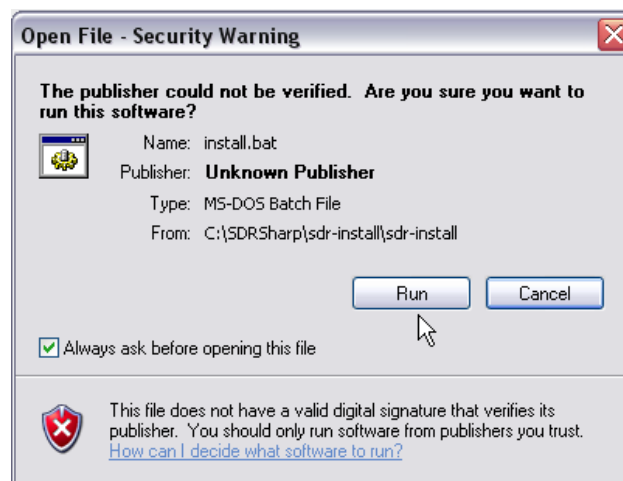 Open File - Security Warning
The publisher could not be verified.  Are you sure you want to
run this software?
Name: install.bat
Publisher: Unknown Publisher
Type: MS-DOS Batch File
From: C:\SDRSharp\sdr-install\sdr-install
Run Cancel
Always ask before opening this file
This file does not have a valid digital signature that verifies its
publisher.  You should only run software from publishers you trust.
How can I decide what software to run?